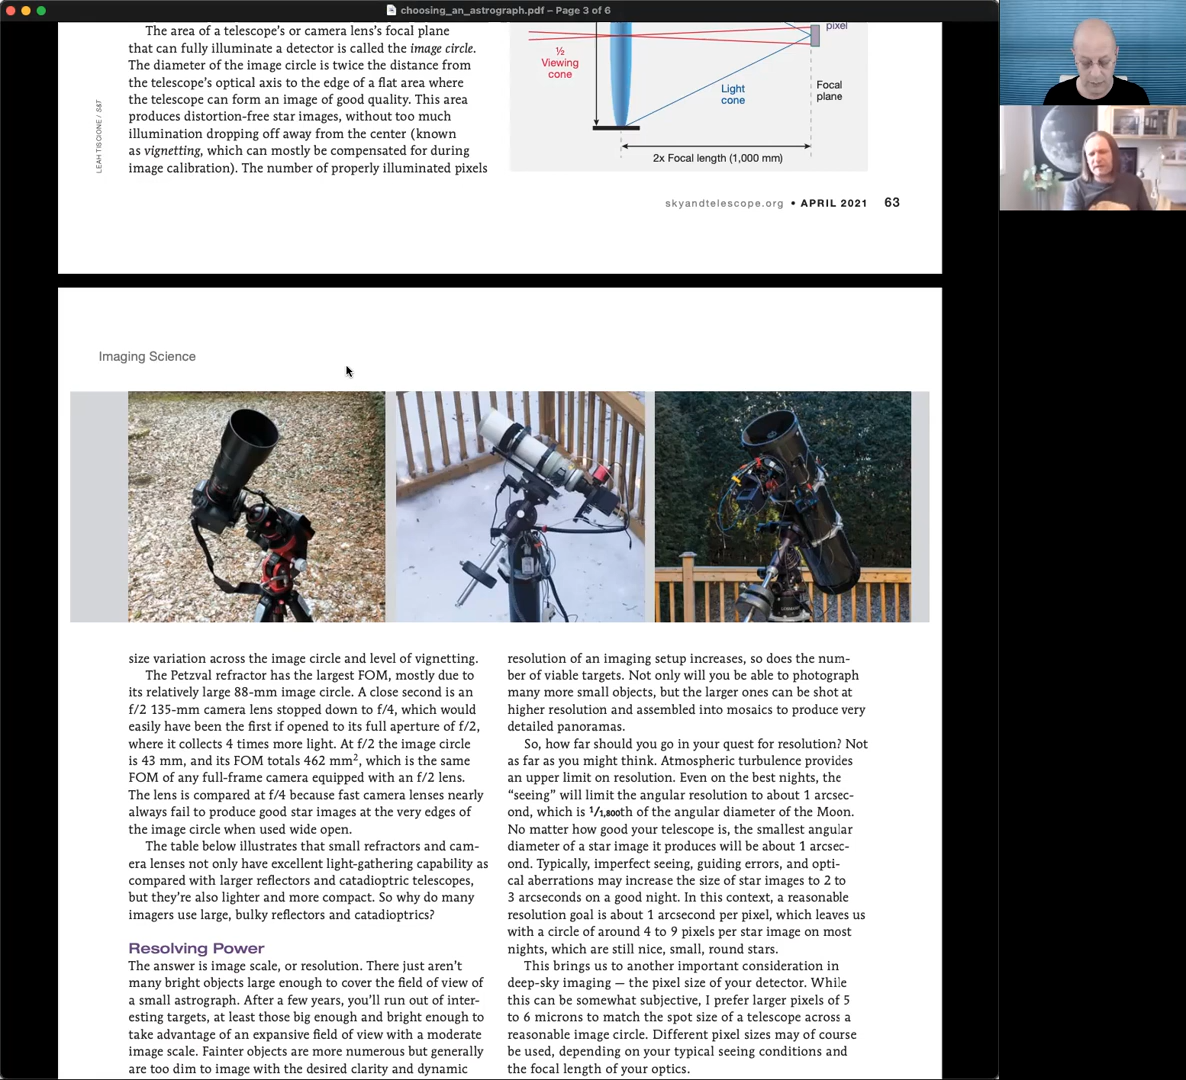 choosing_an_astrograph.pdf – Page 3 of 6
The area of a telescope's or camera lens's focal plane
that can fully illuminate a detector is called the image circle.
The diameter of the image circle is twice the distance from
the telescope's optical axis to the edge of a flat area where
the telescope can form an image of good quality. This area
produces distortion-free star images, without too much
illumination dropping off away from the center (known
as vignetting, which can mostly be compensated for during
image calibration). The number of properly illuminated pixels
LEAH TISCIONE / S&T
pixel
½
Viewing
cone
Light
cone
Focal
plane
2x Focal length (1,000 mm)
skyandtelescope.org • APRIL 2021 63
Imaging Science
size variation across the image circle and level of vignetting.
The Petzval refractor has the largest FOM, mostly due to
its relatively large 88-mm image circle. A close second is an
f/2 135-mm camera lens stopped down to f/4, which would
easily have been the first if opened to its full aperture of f/2,
where it collects 4 times more light. At f/2 the image circle
is 43 mm, and its FOM totals 462 mm², which is the same
FOM of any full-frame camera equipped with an f/2 lens.
The lens is compared at f/4 because fast camera lenses nearly
always fail to produce good star images at the very edges of
the image circle when used wide open.
The table below illustrates that small refractors and cam-
era lenses not only have excellent light-gathering capability as
compared with larger reflectors and catadioptric telescopes,
but they're also lighter and more compact. So why do many
imagers use large, bulky reflectors and catadioptrics?
Resolving Power
The answer is image scale, or resolution. There just aren't
many bright objects large enough to cover the field of view of
a small astrograph. After a few years, you'll run out of inter-
esting targets, at least those big enough and bright enough to
take advantage of an expansive field of view with a moderate
image scale. Fainter objects are more numerous but generally
are too dim to image with the desired clarity and dynamic
resolution of an imaging setup increases, so does the num-
ber of viable targets. Not only will you be able to photograph
many more small objects, but the larger ones can be shot at
higher resolution and assembled into mosaics to produce very
detailed panoramas.
So, how far should you go in your quest for resolution? Not
as far as you might think. Atmospheric turbulence provides
an upper limit on resolution. Even on the best nights, the
“seeing” will limit the angular resolution to about 1 arcsec-
ond, which is 1/1,800th of the angular diameter of the Moon.
No matter how good your telescope is, the smallest angular
diameter of a star image it produces will be about 1 arcsec-
ond. Typically, imperfect seeing, guiding errors, and opti-
cal aberrations may increase the size of star images to 2 to
3 arcseconds on a good night. In this context, a reasonable
resolution goal is about 1 arcsecond per pixel, which leaves us
with a circle of around 4 to 9 pixels per star image on most
nights, which are still nice, small, round stars.
This brings us to another important consideration in
deep-sky imaging — the pixel size of your detector. While
this can be somewhat subjective, I prefer larger pixels of 5
to 6 microns to match the spot size of a telescope across a
reasonable image circle. Different pixel sizes may of course
be used, depending on your typical seeing conditions and
the focal length of your optics.